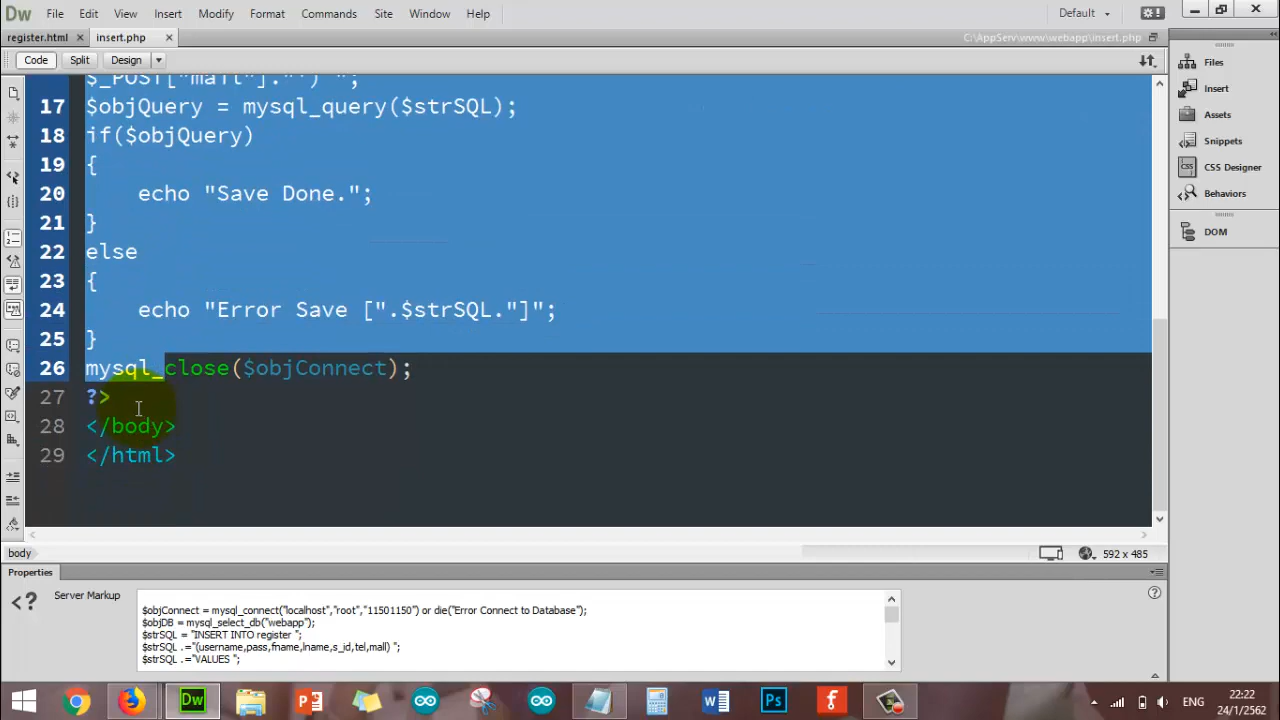 Dw File Edit View Insert Modify Format Commands Site Window Help Default
register.html × insert.php × C:\AppServ\www\webapp\insert.php
Code Split Design
$_POST["mall"]."') ";
17 $objQuery = mysql_query($strSQL);
18 if($objQuery)
19 {
20 echo "Save Done.";
21 }
22 else
23 {
24 echo "Error Save [".$strSQL."]";
25 }
26 mysql_close($objConnect);
27 ?>
28 </body>
29 </html>
Files
Insert
Assets
Snippets
CSS Designer
Behaviors
DOM
body 592 x 485
Properties
Server Markup
$objConnect = mysql_connect("localhost","root","11501150") or die("Error Connect to Database");
$objDB = mysql_select_db("webapp");
$strSQL = "INSERT INTO register ";
$strSQL .="(username,pass,fname,lname,s_id,tel,mall) ";
$strSQL .="VALUES ";
Dw Ps ENG 22:22
24/1/2562